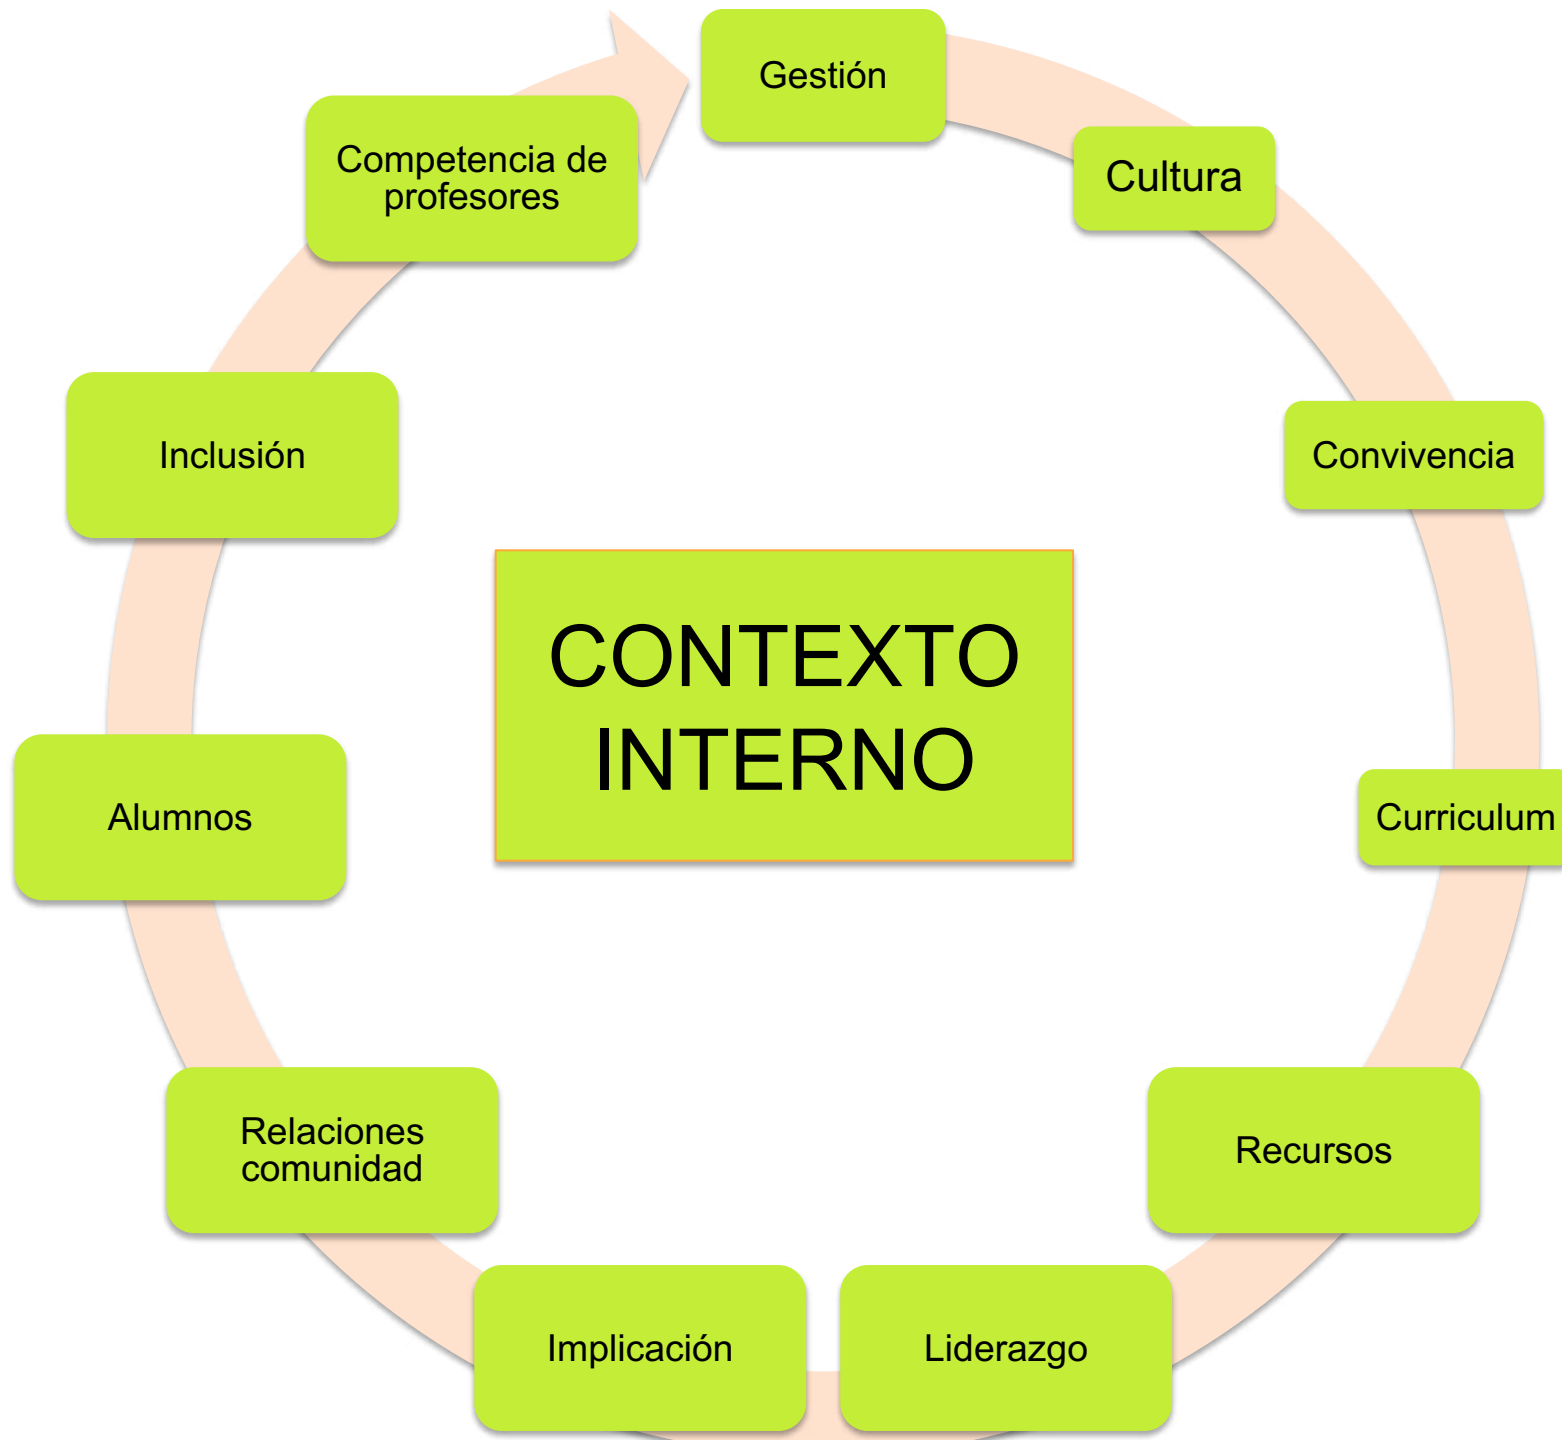 Gestión
Cultura
Convivencia
Curriculum
Recursos
Liderazgo
Implicación
Relaciones
comunidad
Alumnos
Inclusión
Competencia de
profesores
CONTEXTO
INTERNO